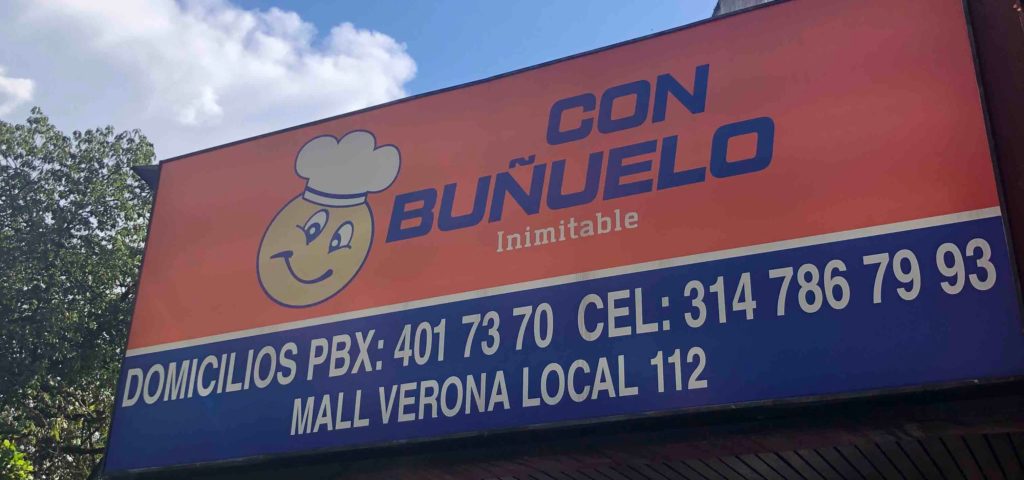 CON
BUÑUELO
Inimitable
DOMICILIOS PBX: 401 73 70 CEL: 314 786 79 93
MALL VERONA LOCAL 112